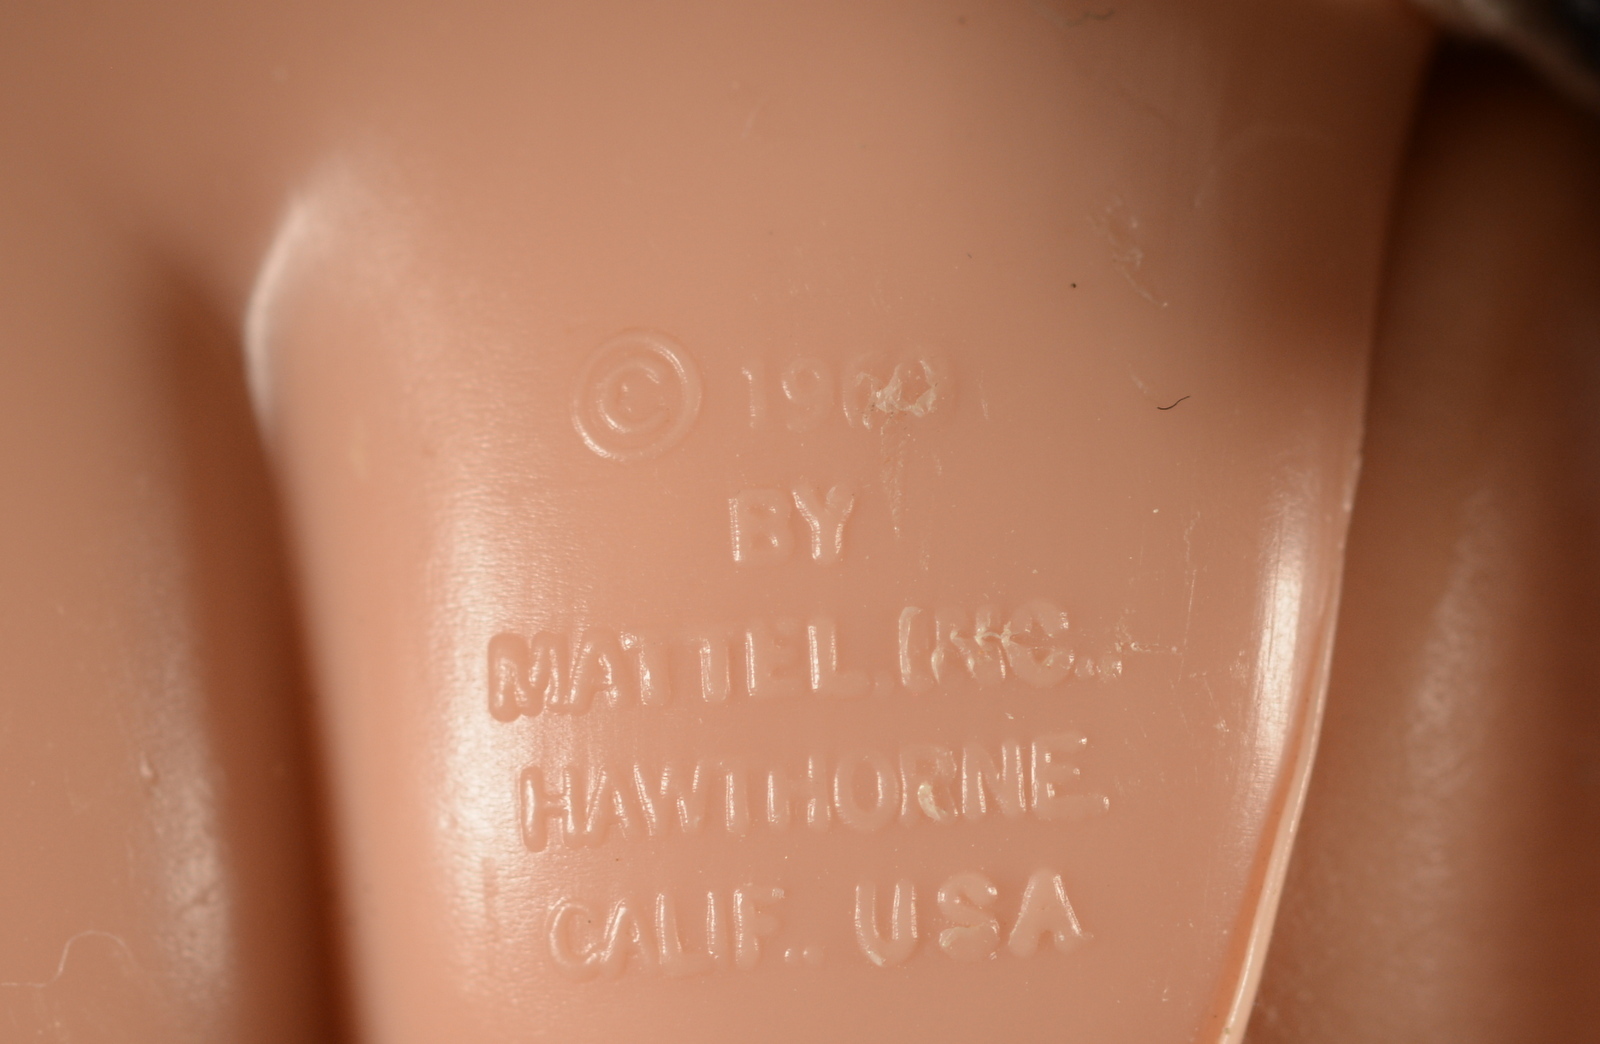 ©
BY
MATTEL, INC.
HAWTHORNE,
CALIF., USA